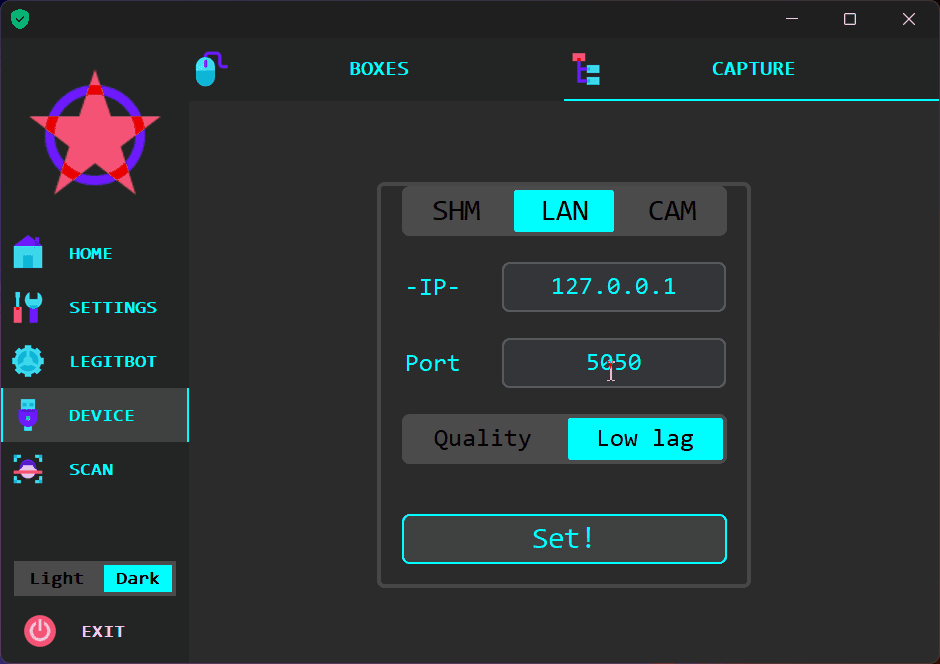 BOXES
CAPTURE
HOME
SETTINGS
LEGITBOT
DEVICE
SCAN
Light Dark
EXIT
SHM LAN CAM
-IP- 127.0.0.1
Port 5050
Quality Low lag
Set!